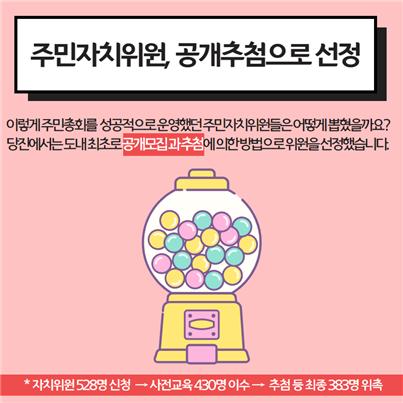 주민자치위원, 공개추첨으로 선정
이렇게 주민총회를 성공적으로 운영했던 주민자치위원들은 어떻게 뽑혔을까요?
당진에서는 도내 최초로 공개모집과 추첨에 의한 방법으로 위원을 선정했습니다.
* 자치위원 528명 신청 → 사전교육 430명 이수 → 추첨 등 최종 383명 위촉